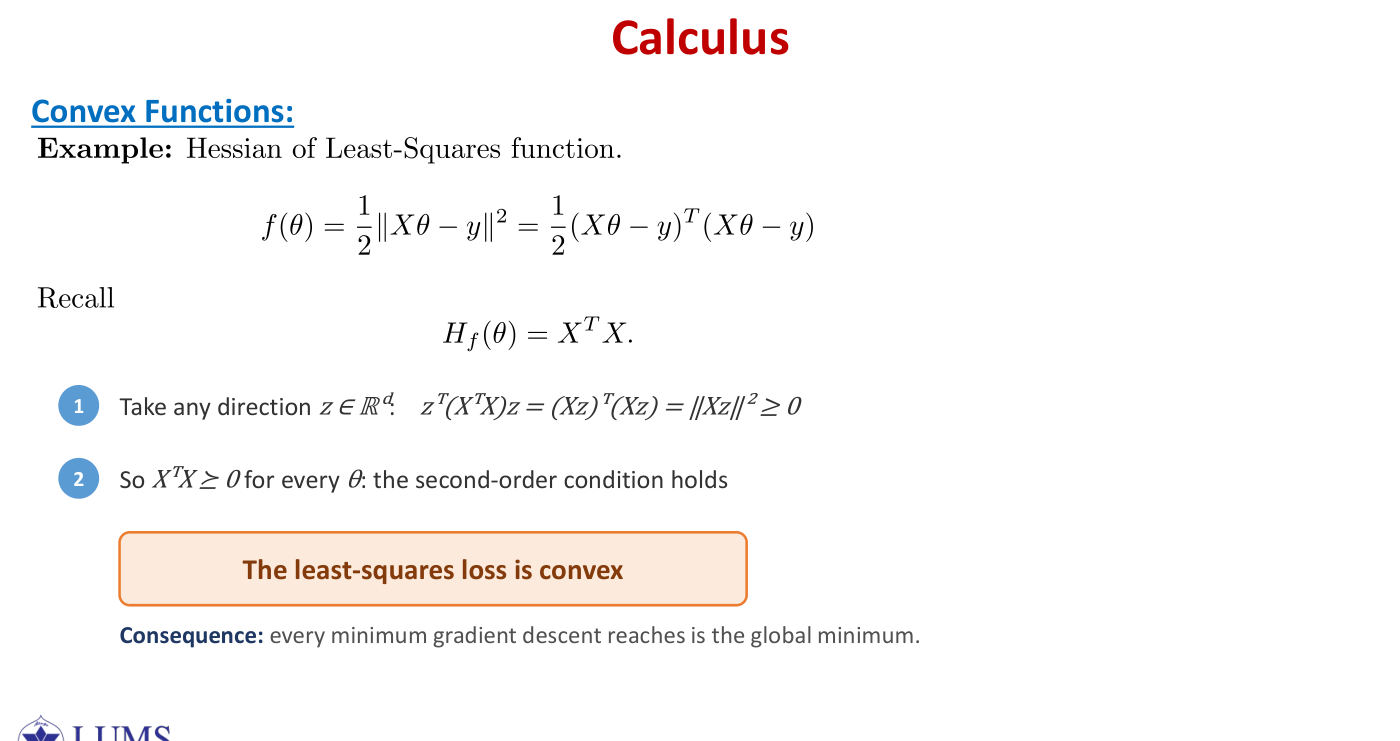 Calculus
Convex Functions:
Example: Hessian of Least-Squares function.
f(θ) = 1/2 ‖Xθ − y‖² = 1/2 (Xθ − y)ᵀ(Xθ − y)
Recall
H_f(θ) = XᵀX.
1 Take any direction z ∈ ℝᵈ: zᵀ(XᵀX)z = (Xz)ᵀ(Xz) = ‖Xz‖² ≥ 0
2 So XᵀX ⪰ 0 for every θ: the second-order condition holds
The least-squares loss is convex
Consequence: every minimum gradient descent reaches is the global minimum.
LUMS